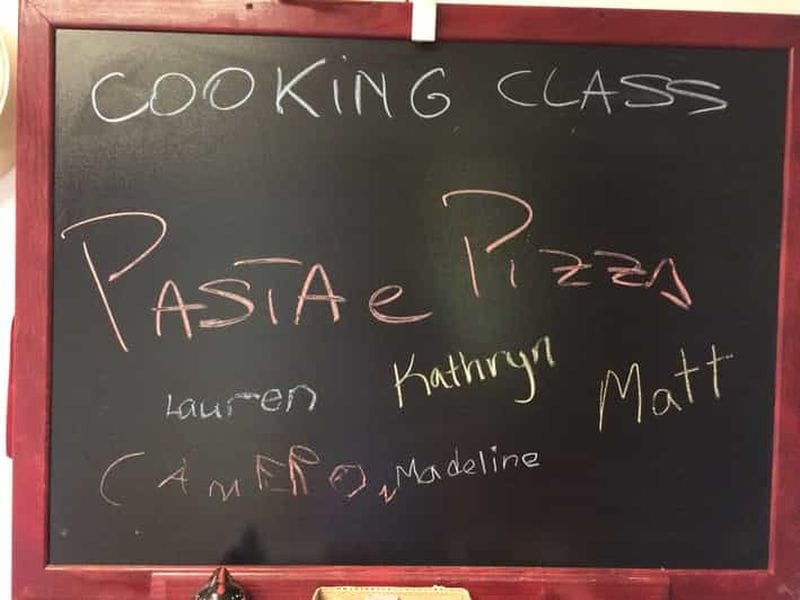 COOKING CLASS
PASTA e PIZZA
Lauren Kathryn Matt
CAMERON Madeline